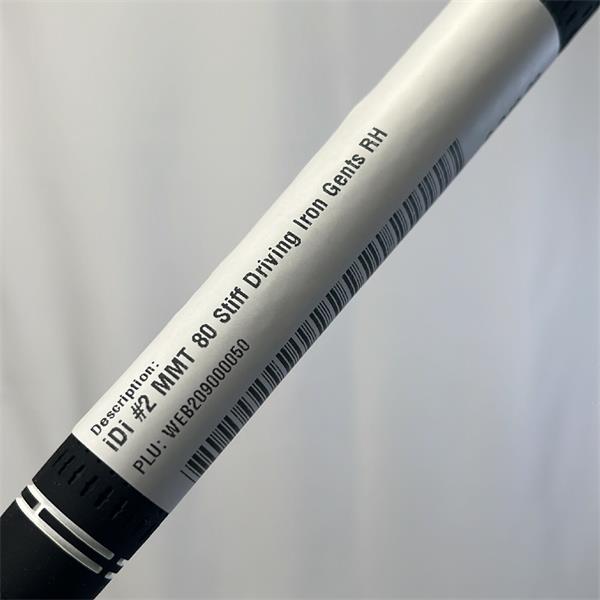 Description:
iDi #2 MMT 80 Stiff Driving Iron Gents RH
PLU: WEB209000050